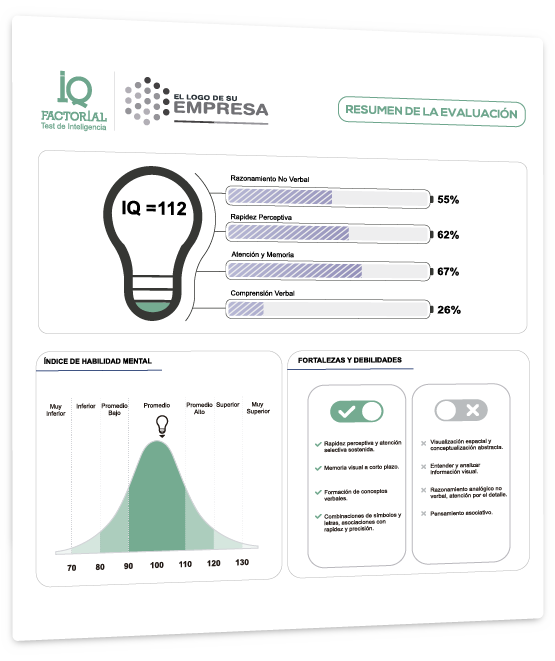 iQ
FACTORIAL
Test de Inteligencia
EL LOGO DE SU
EMPRESA
RESUMEN DE LA EVALUACIÓN
IQ =112
Razonamiento No Verbal
55%
Rapidez Perceptiva
62%
Atención y Memoria
67%
Comprensión Verbal
26%
ÍNDICE DE HABILIDAD MENTAL
Muy
Inferior
Inferior
Promedio
Bajo
Promedio
Promedio
Alto
Superior
Muy
Superior
70 80 90 100 110 120 130
FORTALEZAS Y DEBILIDADES
Rapidez perceptiva y atención
selectiva sostenida.
Memoria visual a corto plazo.
Formación de conceptos
verbales.
Combinaciones de símbolos y
letras, asociaciones con
rapidez y precisión.
Visualización espacial y
conceptualización abstracta.
Entender y analizar
información visual.
Razonamiento analógico no
verbal, atención por el detalle.
Pensamiento asociativo.